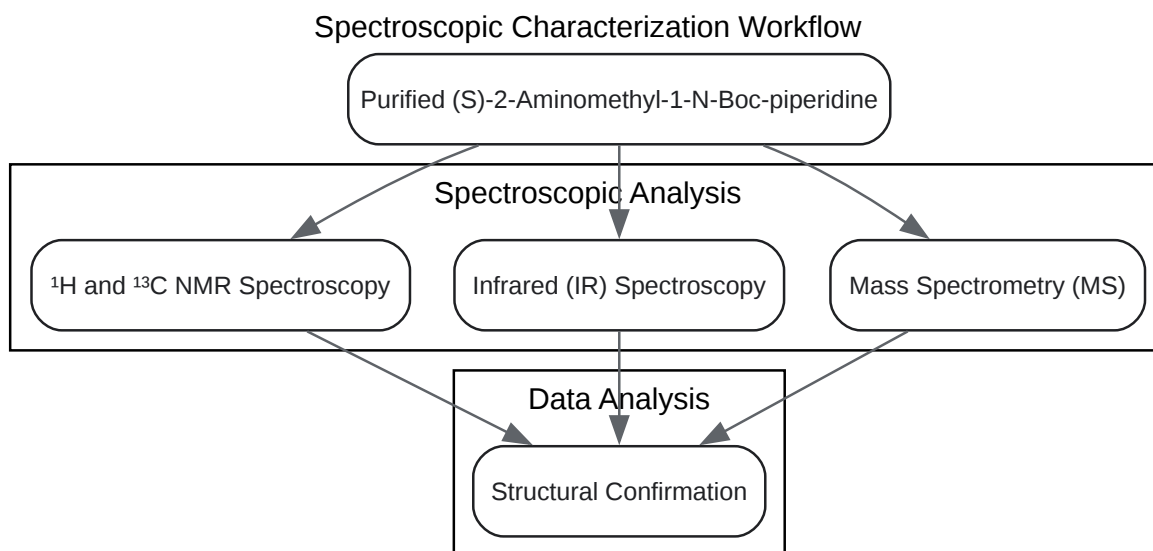 Spectroscopic Characterization Workflow
Purified (S)-2-Aminomethyl-1-N-Boc-piperidine
Spectroscopic Analysis
¹H and ¹³C NMR Spectroscopy
Infrared (IR) Spectroscopy
Mass Spectrometry (MS)
Data Analysis
Structural Confirmation